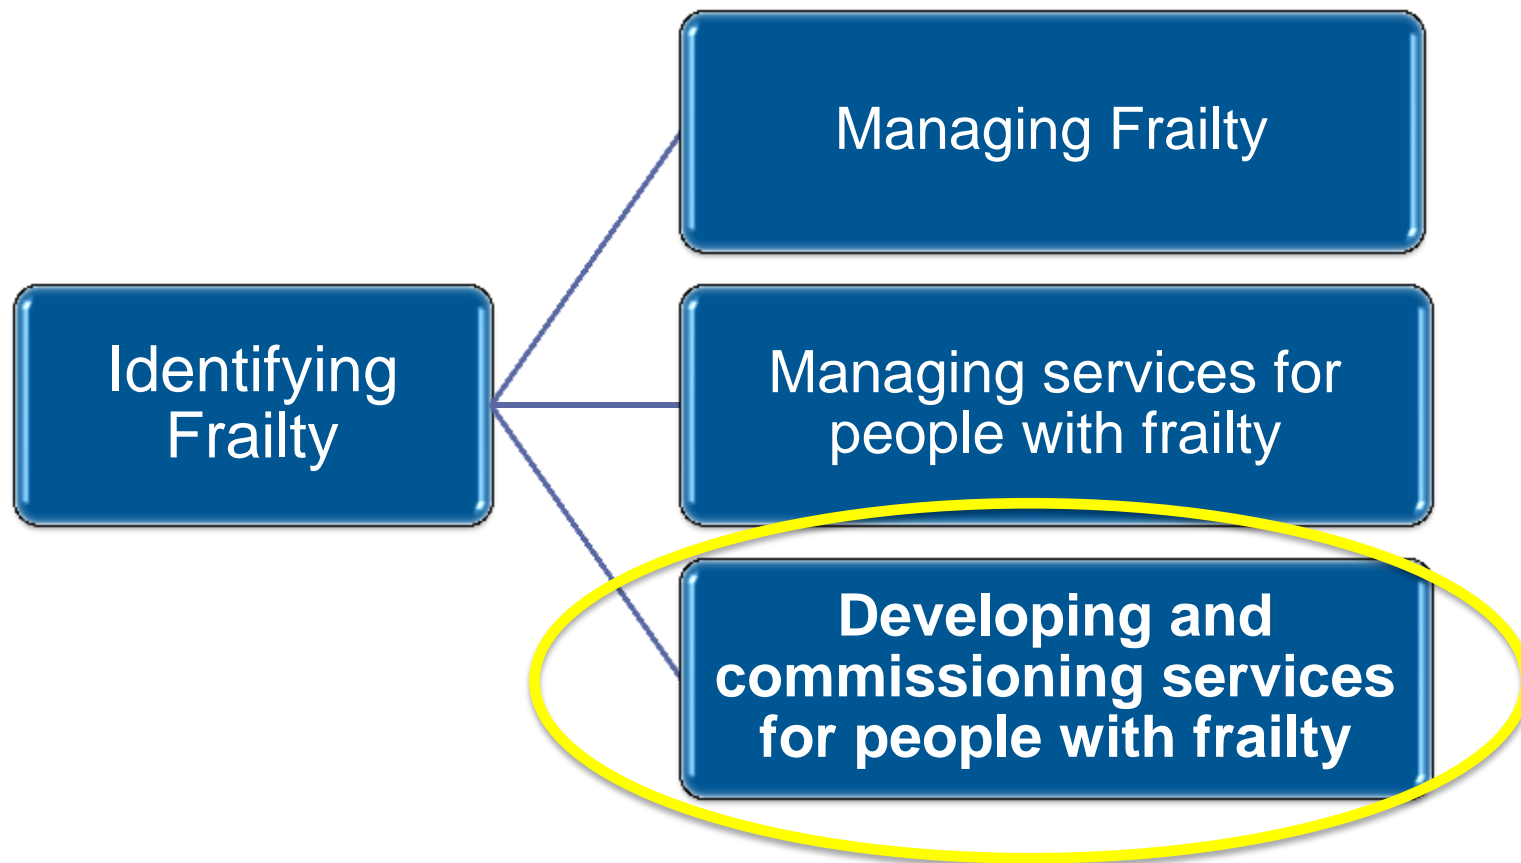 Managing Frailty
Identifying
Frailty
Managing services for
people with frailty
Developing and
commissioning services
for people with frailty